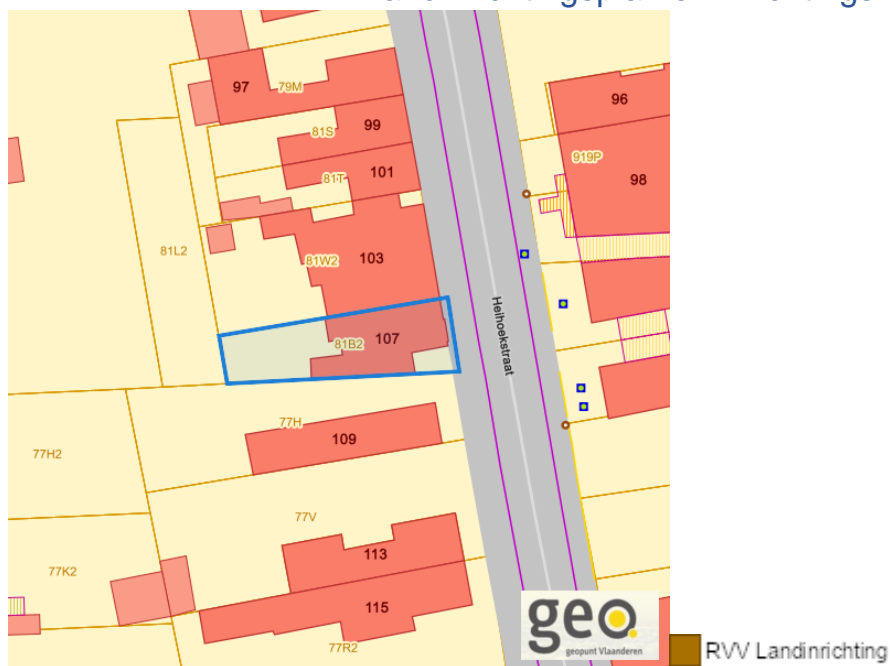 97
79M
96
99
81S
919P
101
81T
98
81L2
103
81W2
107
81B2
Heihoekstraat
77H
109
77H2
77V
113
77K2
115
77R2
geo
geopunt Vlaanderen
RVV Landinrichting